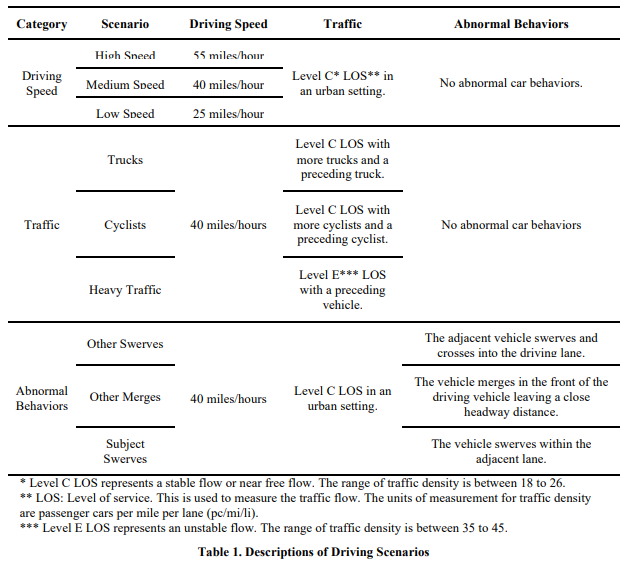 Category Scenario Driving Speed Traffic Abnormal Behaviors
Driving
Speed
High Speed 55 miles/hour
Medium Speed 40 miles/hour
Low Speed 25 miles/hour
Level C* LOS** in
an urban setting.
No abnormal car behaviors.
Traffic
Trucks
Cyclists
Heavy Traffic
40 miles/hours
Level C LOS with
more trucks and a
preceding truck.
Level C LOS with
more cyclists and a
preceding cyclist.
Level E*** LOS
with a preceding
vehicle.
No abnormal car behaviors
Abnormal
Behaviors
Other Swerves
Other Merges
Subject
Swerves
40 miles/hours
Level C LOS in an
urban setting.
The adjacent vehicle swerves and
crosses into the driving lane.
The vehicle merges in the front of the
driving vehicle leaving a close
headway distance.
The vehicle swerves within the
adjacent lane.
* Level C LOS represents a stable flow or near free flow. The range of traffic density is between 18 to 26.
** LOS: Level of service. This is used to measure the traffic flow. The units of measurement for traffic density
are passenger cars per mile per lane (pc/mi/li).
*** Level E LOS represents an unstable flow. The range of traffic density is between 35 to 45.
Table 1. Descriptions of Driving Scenarios